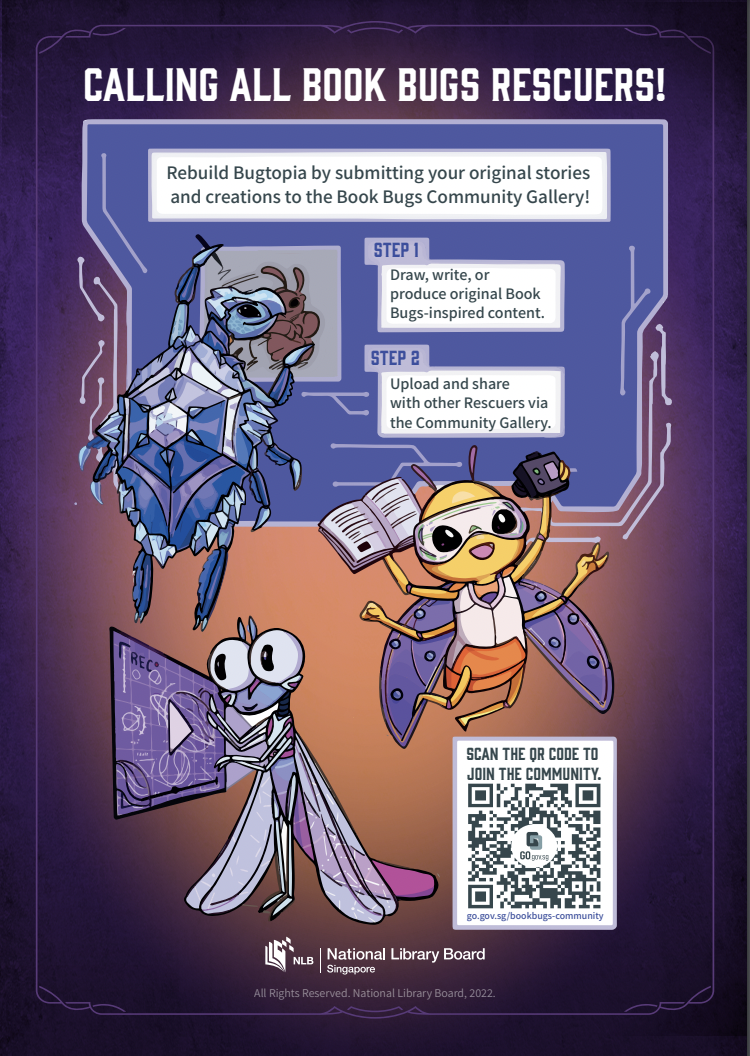 CALLING ALL BOOK BUGS RESCUERS!
Rebuild Bugtopia by submitting your original stories
and creations to the Book Bugs Community Gallery!
STEP 1
Draw, write, or
produce original Book
Bugs-inspired content.
STEP 2
Upload and share
with other Rescuers via
the Community Gallery.
REC
SCAN THE QR CODE TO
JOIN THE COMMUNITY.
GOgov.sg
go.gov.sg/bookbugs-community
NLB
National Library Board
Singapore
All Rights Reserved. National Library Board, 2022.